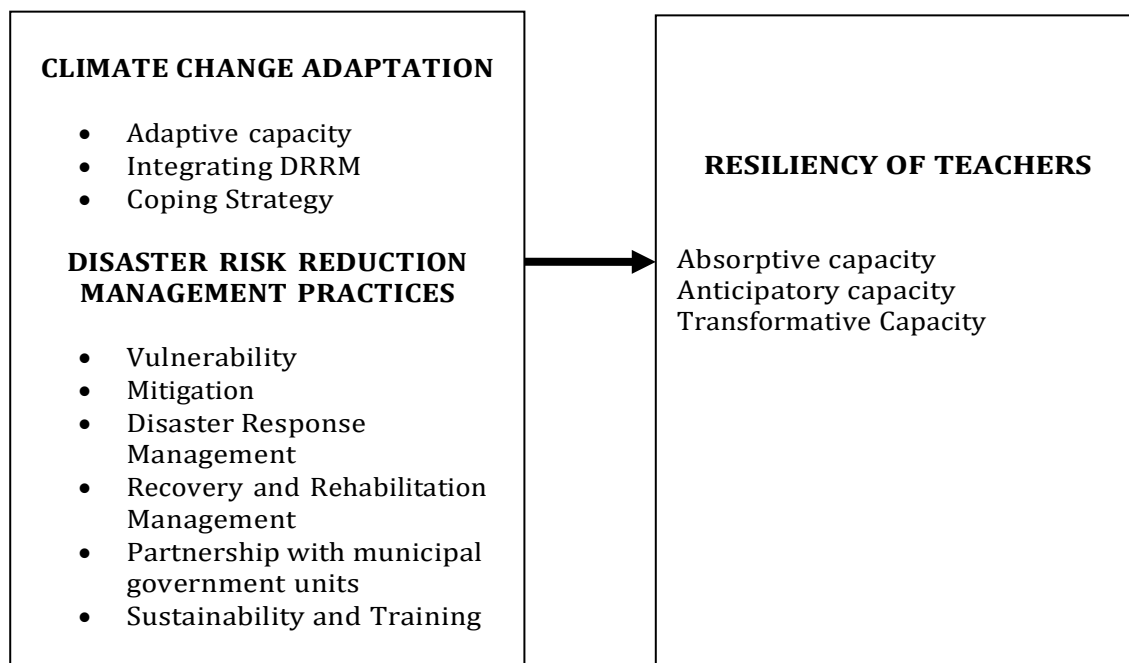 CLIMATE CHANGE ADAPTATION
• Adaptive capacity
• Integrating DRRM
• Coping Strategy
DISASTER RISK REDUCTION
MANAGEMENT PRACTICES
• Vulnerability
• Mitigation
• Disaster Response
Management
• Recovery and Rehabilitation
Management
• Partnership with municipal
government units
• Sustainability and Training
RESILIENCY OF TEACHERS
Absorptive capacity
Anticipatory capacity
Transformative Capacity